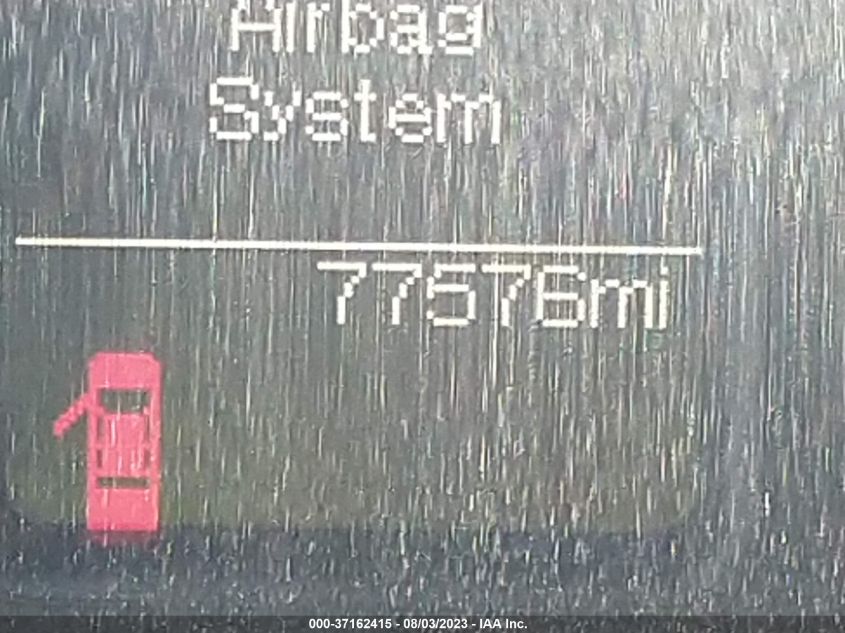 Airbag
System
77576mi
000-37162415 - 08/03/2023 - IAA Inc.